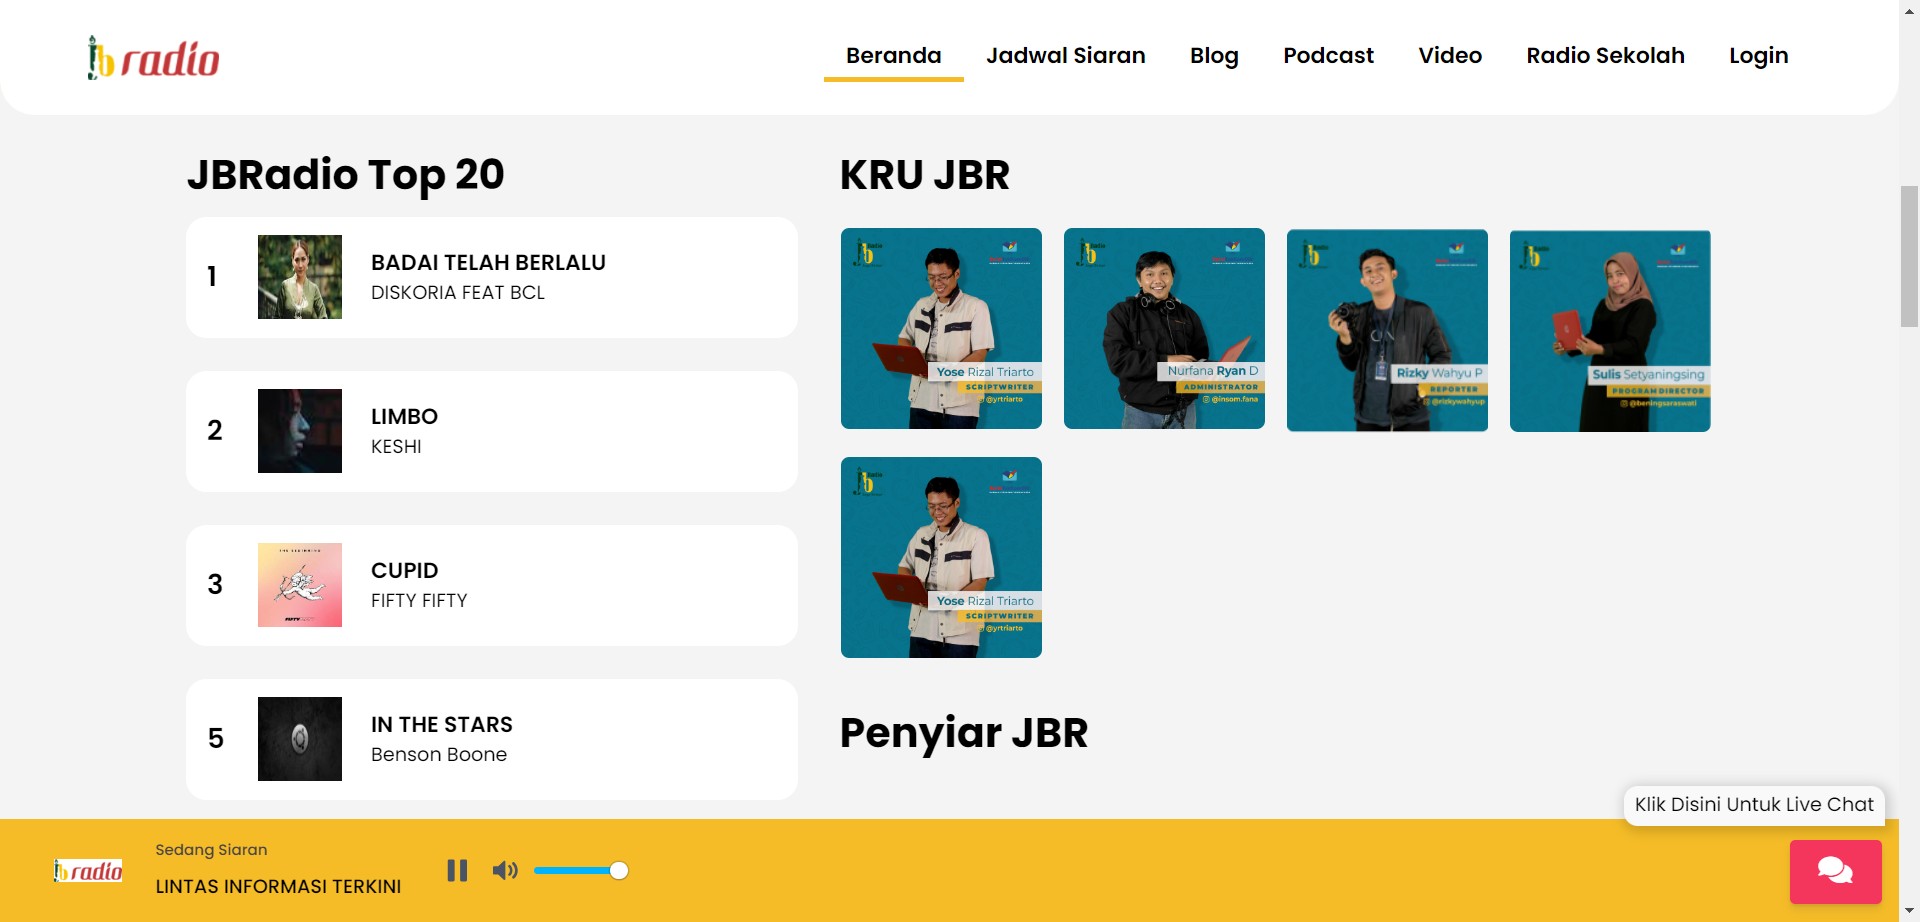 jb radio
Beranda
Jadwal Siaran
Blog
Podcast
Video
Radio Sekolah
Login
JBRadio Top 20
1
BADAI TELAH BERLALU
DISKORIA FEAT BCL
2
LIMBO
KESHI
3
CUPID
FIFTY FIFTY
5
IN THE STARS
Benson Boone
KRU JBR
Yose Rizal Triarto
SCRIPTWRITER
@yrtriarto
Nurfana Ryan D
ADMINISTRATOR
@insom.fana
Rizky Wahyu P
REPORTER
@rizkywahyup
Sulis Setyaningsing
PROGRAM DIRECTOR
@beningsaraswati
Yose Rizal Triarto
SCRIPTWRITER
@yrtriarto
Penyiar JBR
Klik Disini Untuk Live Chat
jb radio
Sedang Siaran
LINTAS INFORMASI TERKINI